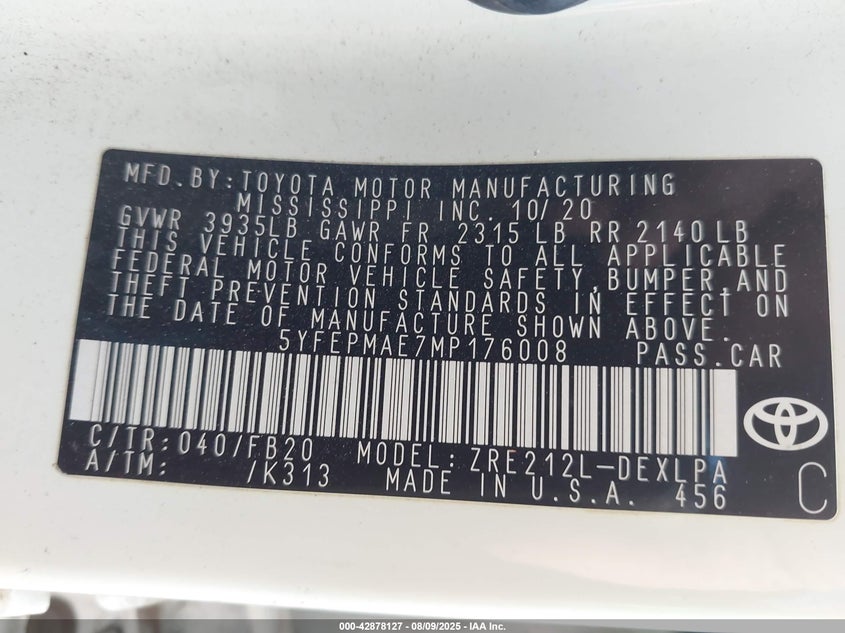 MFD.BY:TOYOTA MOTOR MANUFACTURING
MISSISSIPPI INC. 10/20
GVWR 3935LB GAWR FR 2315 LB RR 2140 LB
THIS VEHICLE CONFORMS TO ALL APPLICABLE
FEDERAL MOTOR VEHICLE SAFETY,BUMPER,AND
THEFT PREVENTION STANDARDS IN EFFECT ON
THE DATE OF MANUFACTURE SHOWN ABOVE.
5YFEPMAE7MP176008 PASS.CAR
C/TR:040/FB20 MODEL:ZRE212L-DEXLPA
A/TM: /K313 MADE IN U.S.A. 456
C
000-42878127 - 08/09/2025 - IAA Inc.